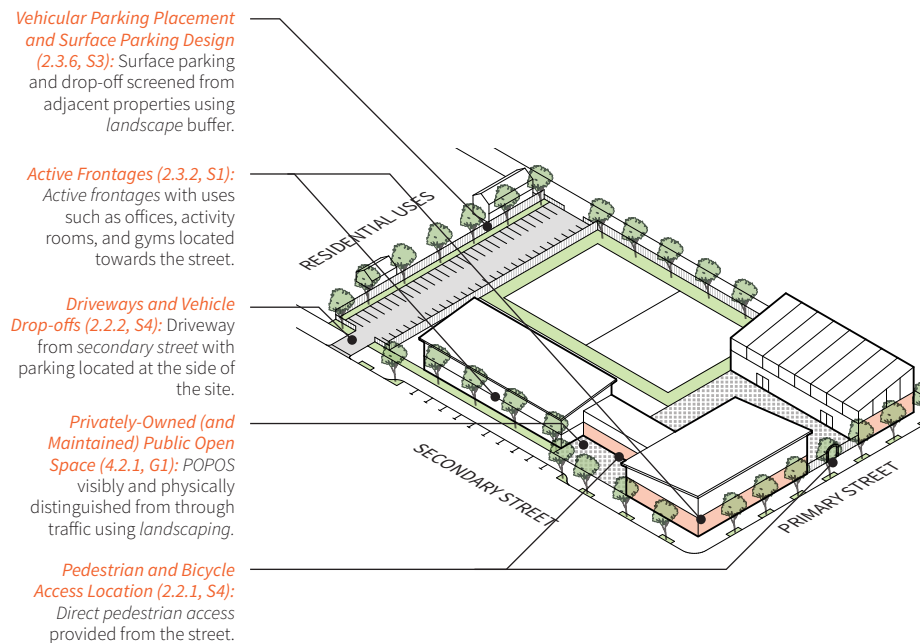 Vehicular Parking Placement
and Surface Parking Design
(2.3.6, S3): Surface parking
and drop-off screened from
adjacent properties using
landscape buffer.
Active Frontages (2.3.2, S1):
Active frontages with uses
such as offices, activity
rooms, and gyms located
towards the street.
Driveways and Vehicle
Drop-offs (2.2.2, S4): Driveway
from secondary street with
parking located at the side of
the site.
Privately-Owned (and
Maintained) Public Open
Space (4.2.1, G1): POPOS
visibly and physically
distinguished from through
traffic using landscaping.
Pedestrian and Bicycle
Access Location (2.2.1, S4):
Direct pedestrian access
provided from the street.
RESIDENTIAL USES
SECONDARY STREET
PRIMARY STREET